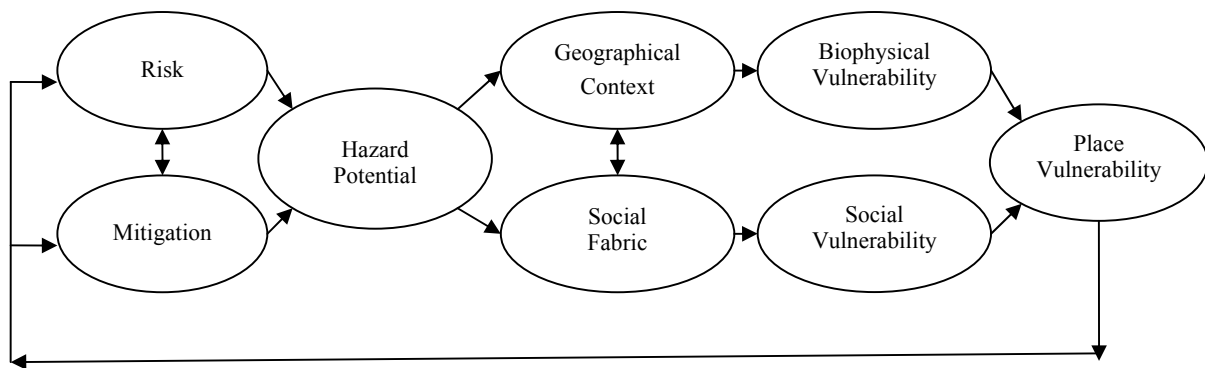 Risk
Mitigation
Hazard
Potential
Geographical
Context
Social
Fabric
Biophysical
Vulnerability
Social
Vulnerability
Place
Vulnerability